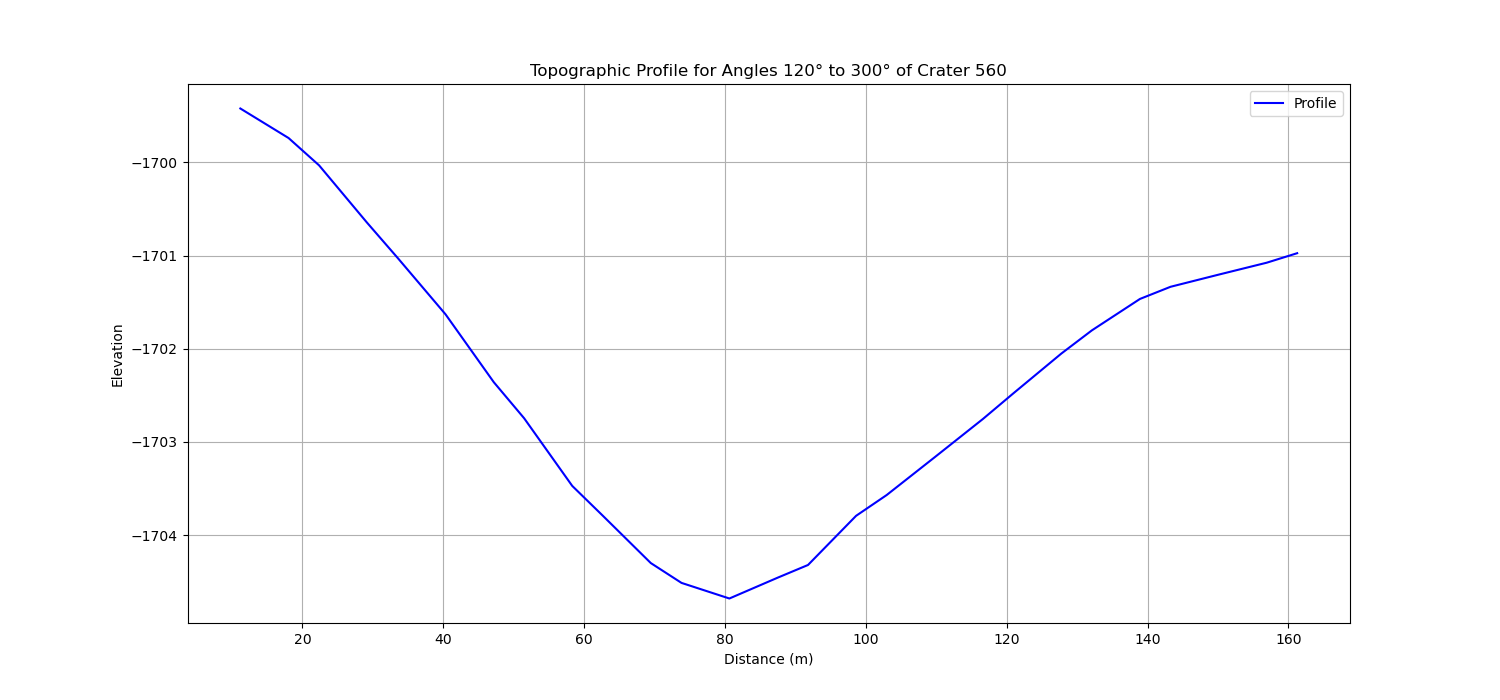 Topographic Profile for Angles 120° to 300° of Crater 560
Profile
−1700
−1701
−1702
−1703
−1704
Elevation
20 40 60 80 100 120 140 160
Distance (m)